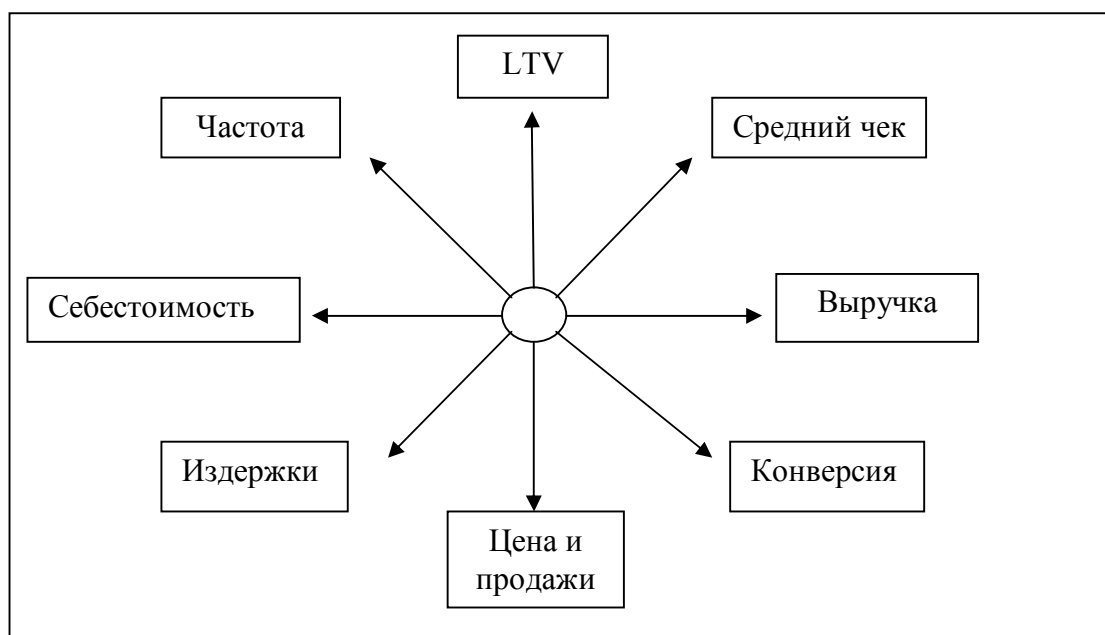 LTV
Частота
Средний чек
Себестоимость
Выручка
Издержки
Конверсия
Цена и
продажи